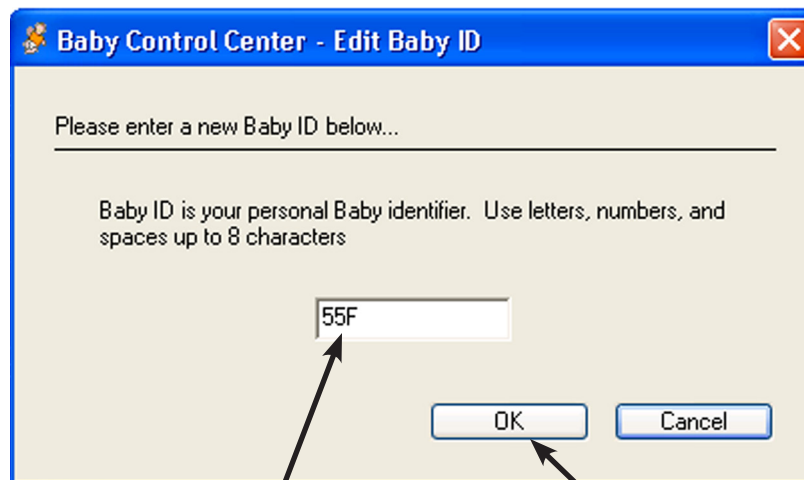 Baby Control Center - Edit Baby ID
Please enter a new Baby ID below...
Baby ID is your personal Baby identifier. Use letters, numbers, and
spaces up to 8 characters
55F
OK Cancel